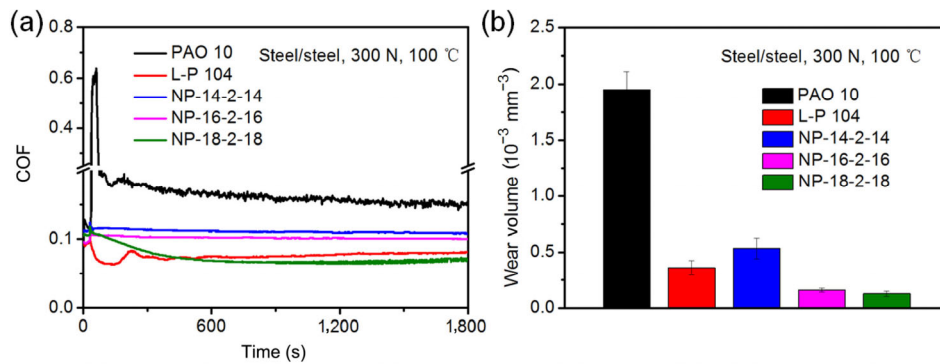 (a)
0.8
0.6
0.4
0.1
0.0
COF
PAO 10
L-P 104
NP-14-2-14
NP-16-2-16
NP-18-2-18
Steel/steel, 300 N, 100 ℃
0
600
1,200
1,800
Time (s)
(b)
2.5
2.0
1.5
1.0
0.5
0.0
Wear volume (10⁻³ mm⁻³)
Steel/steel, 300 N, 100 ℃
PAO 10
L-P 104
NP-14-2-14
NP-16-2-16
NP-18-2-18